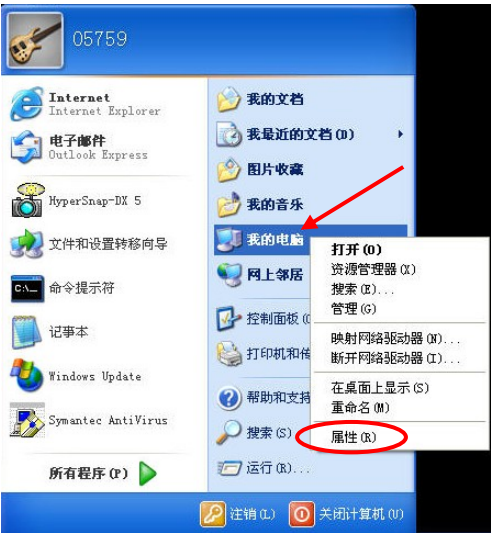 05759
Internet
Internet Explorer
电子邮件
Outlook Express
HyperSnap-DX 5
文件和设置转移向导
C:\_
命令提示符
记事本
Windows Update
Symantec AntiVirus
所有程序(P)
我的文档
我最近的文档(D)
图片收藏
我的音乐
我的电脑
网上邻居
控制面板(
打印机和传
帮助和支持
搜索(S)
运行(R)...
打开(O)
资源管理器(X)
搜索(E)...
管理(G)
映射网络驱动器(N)...
断开网络驱动器(I)...
在桌面上显示(S)
重命名(M)
属性(R)
注销(L)
关闭计算机(U)